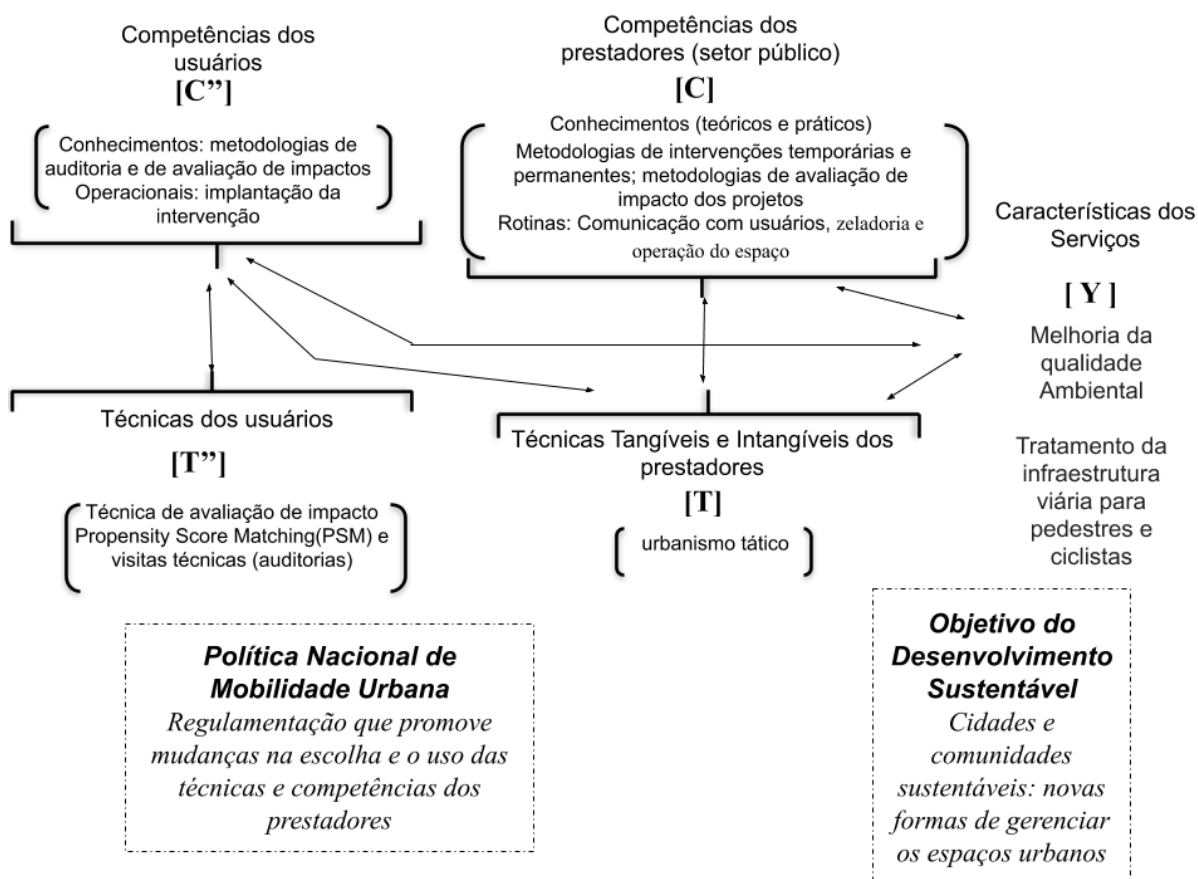 Competências dos
usuários
[C”]
Conhecimentos: metodologias de
auditoria e de avaliação de impactos
Operacionais: implantação da
intervenção
Competências dos
prestadores (setor público)
[C]
Conhecimentos (teóricos e práticos)
Metodologias de intervenções temporárias e
permanentes; metodologias de avaliação de
impacto dos projetos
Rotinas: Comunicação com usuários, zeladoria e
operação do espaço
Características dos
Serviços
[ Y ]
Melhoria da
qualidade
Ambiental
Tratamento da
infraestrutura
viária para
pedestres e
ciclistas
Técnicas dos usuários
[T”]
Técnica de avaliação de impacto
Propensity Score Matching(PSM) e
visitas técnicas (auditorias)
Técnicas Tangíveis e Intangíveis dos
prestadores
[T]
urbanismo tático
Política Nacional de
Mobilidade Urbana
Regulamentação que promove
mudanças na escolha e o uso das
técnicas e competências dos
prestadores
Objetivo do
Desenvolvimento
Sustentável
Cidades e
comunidades
sustentáveis: novas
formas de gerenciar
os espaços urbanos